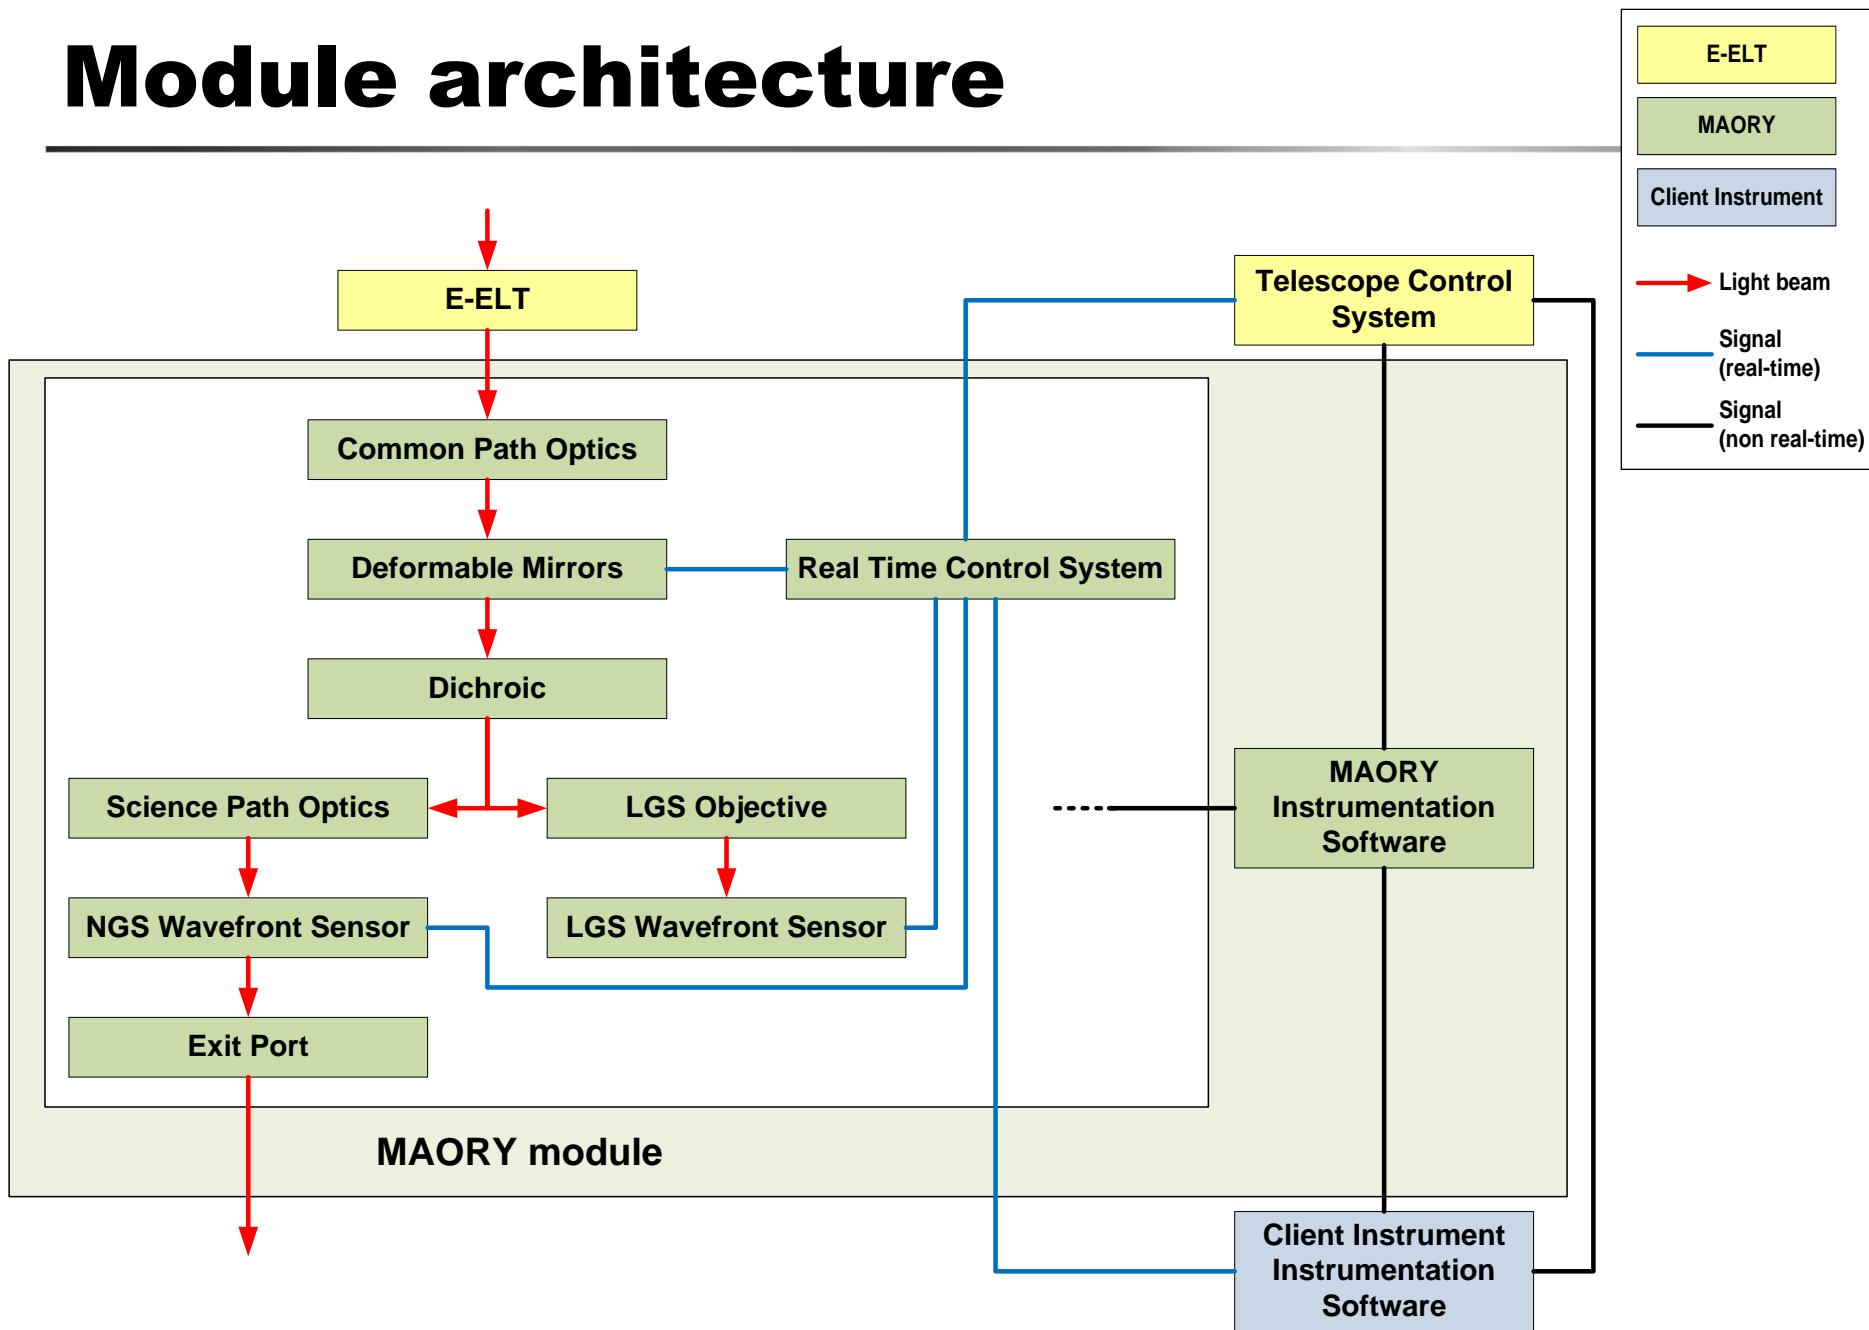 Module architecture
E-ELT
MAORY
Client Instrument
Light beam
Signal
(real-time)
Signal
(non real-time)
E-ELT
Telescope Control
System
Common Path Optics
Deformable Mirrors
Real Time Control System
Dichroic
Science Path Optics
LGS Objective
MAORY
Instrumentation
Software
NGS Wavefront Sensor
LGS Wavefront Sensor
Exit Port
MAORY module
Client Instrument
Instrumentation
Software